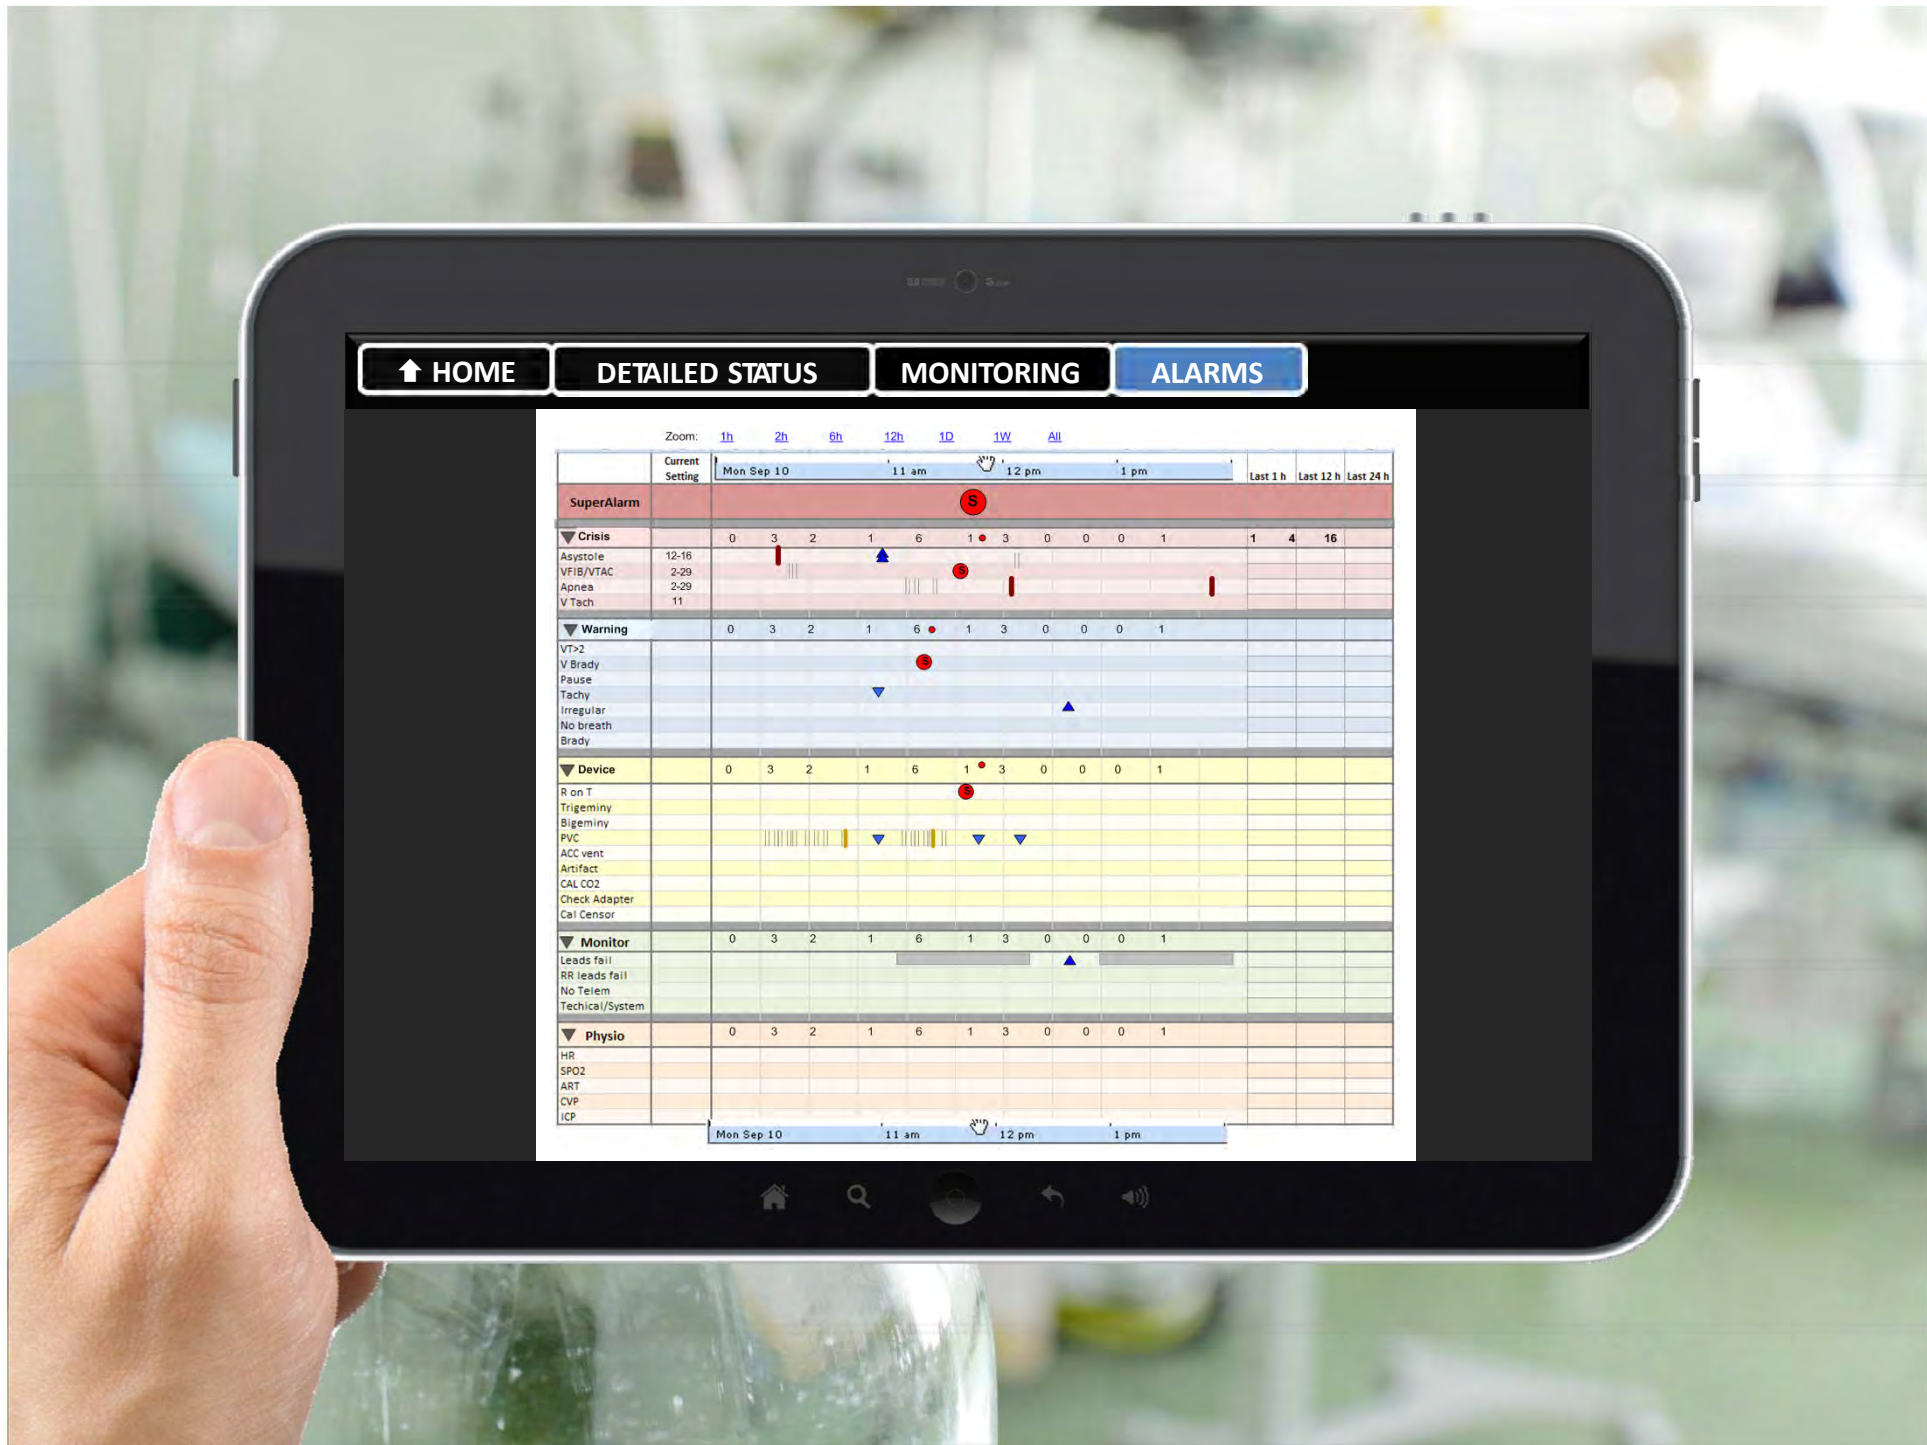 HOME DETAILED STATUS MONITORING ALARMS
Zoom: 1h 2h 6h 12h 1D 1W All
Current Setting Mon Sep 10 11 am 12 pm 1 pm Last 1 h Last 12 h Last 24 h
SuperAlarm S
Crisis 0 3 2 1 6 1 3 0 0 0 1 1 4 16
Asystole 12-16
VFIB/VTAC 2-29 S
Apnea 2-29
V Tach 11
Warning 0 3 2 1 6 1 3 0 0 0 1
VT>2
V Brady S
Pause
Tachy
Irregular
No breath
Brady
Device 0 3 2 1 6 1 3 0 0 0 1
R on T S
Trigeminy
Bigeminy
PVC
ACC vent
Artifact
CAL CO2
Check Adapter
Cal Censor
Monitor 0 3 2 1 6 1 3 0 0 0 1
Leads fail
RR leads fail
No Telem
Techical/System
Physio 0 3 2 1 6 1 3 0 0 0 1
HR
SPO2
ART
CVP
ICP
Mon Sep 10 11 am 12 pm 1 pm